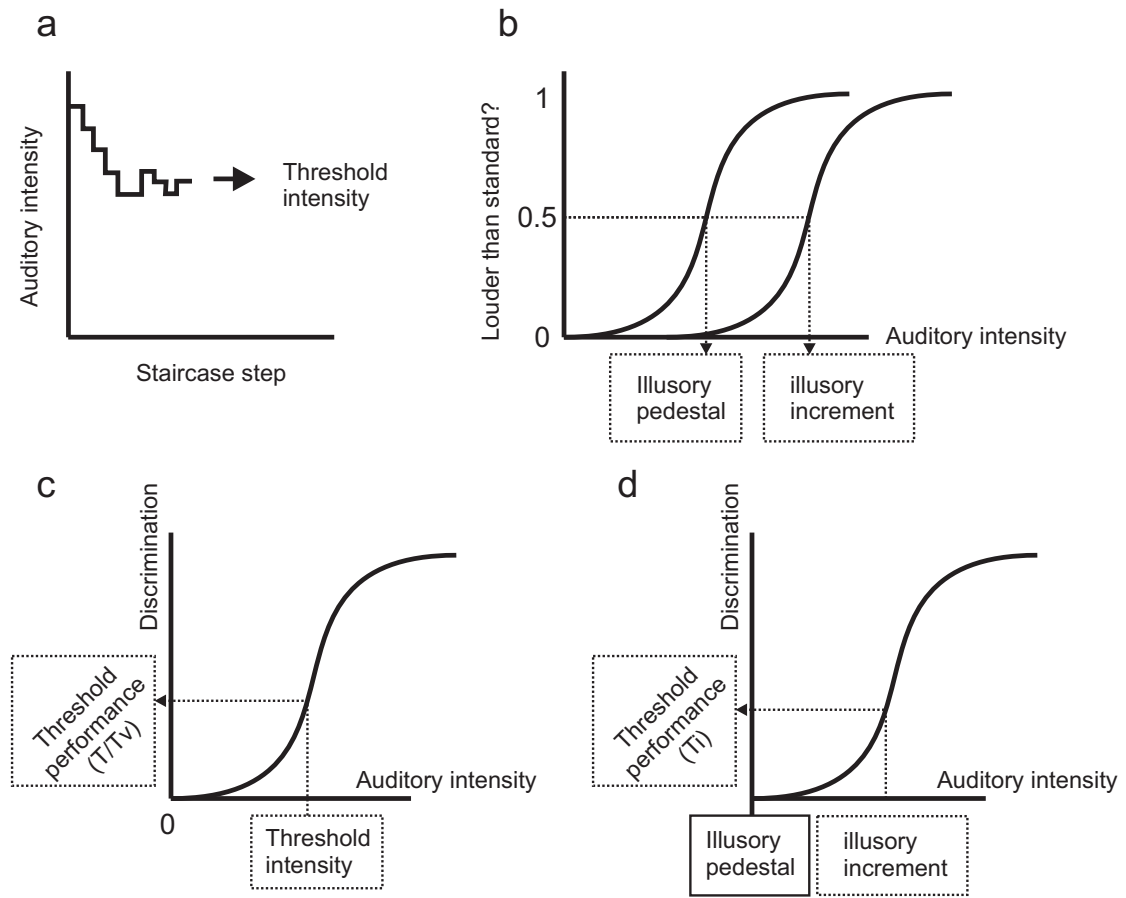 a
Auditory intensity
Threshold
intensity
Staircase step
b
Louder than standard?
1
0.5
0
Auditory intensity
Illusory
pedestal
illusory
increment
c
Discrimination
Threshold
performance
(T/Tv)
Auditory intensity
0
Threshold
intensity
d
Discrimination
Threshold
performance
(Ti)
Auditory intensity
Illusory
pedestal
illusory
increment